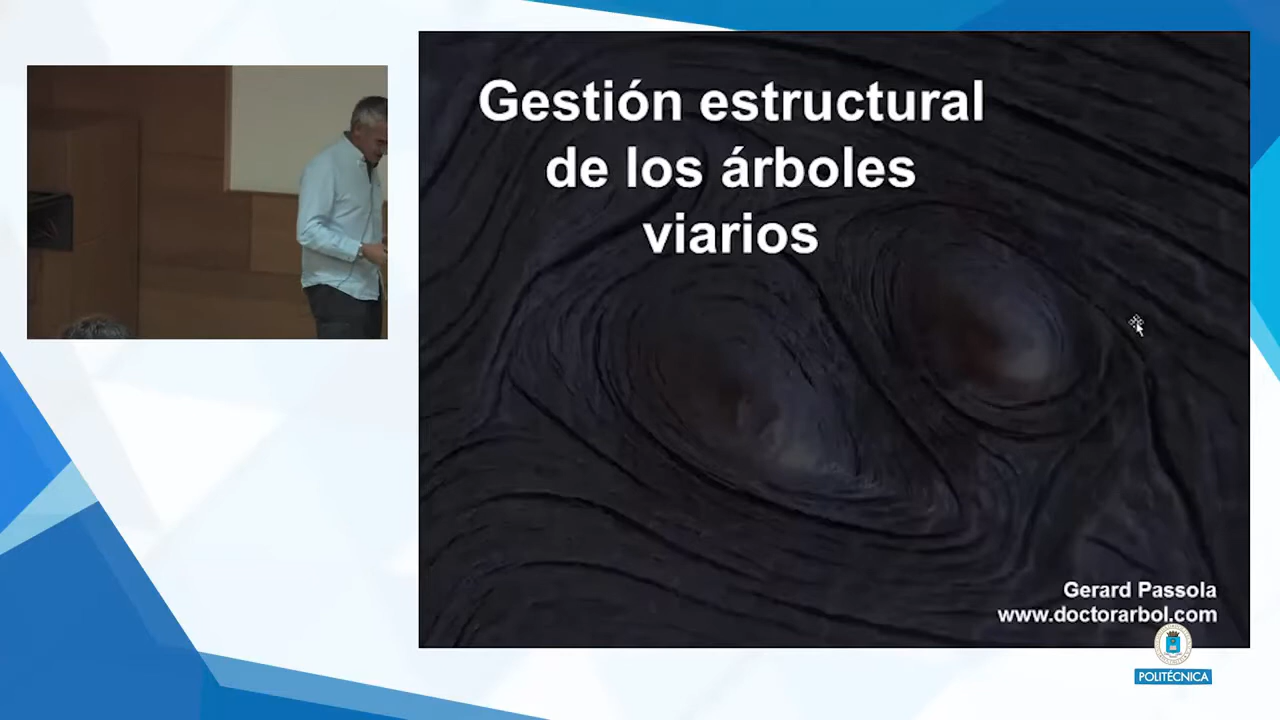 Gestión estructural
de los árboles
viarios
Gerard Passola
www.doctorarbol.com
POLITÉCNICA